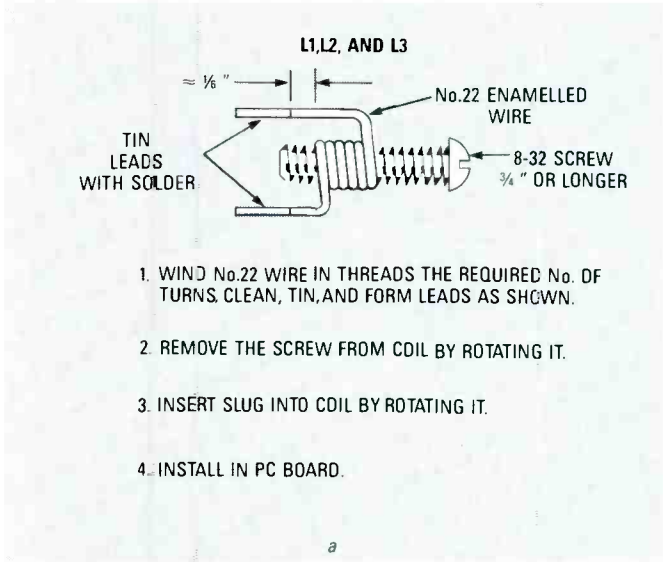 L1,L2, AND L3
≈ 1/6 "
No.22 ENAMELLED
WIRE
TIN
LEADS
WITH SOLDER
8-32 SCREW
3/4 " OR LONGER
1. WIND No.22 WIRE IN THREADS THE REQUIRED No. OF
TURNS. CLEAN, TIN, AND FORM LEADS AS SHOWN.
2. REMOVE THE SCREW FROM COIL BY ROTATING IT.
3. INSERT SLUG INTO COIL BY ROTATING IT.
4. INSTALL IN PC BOARD.
a